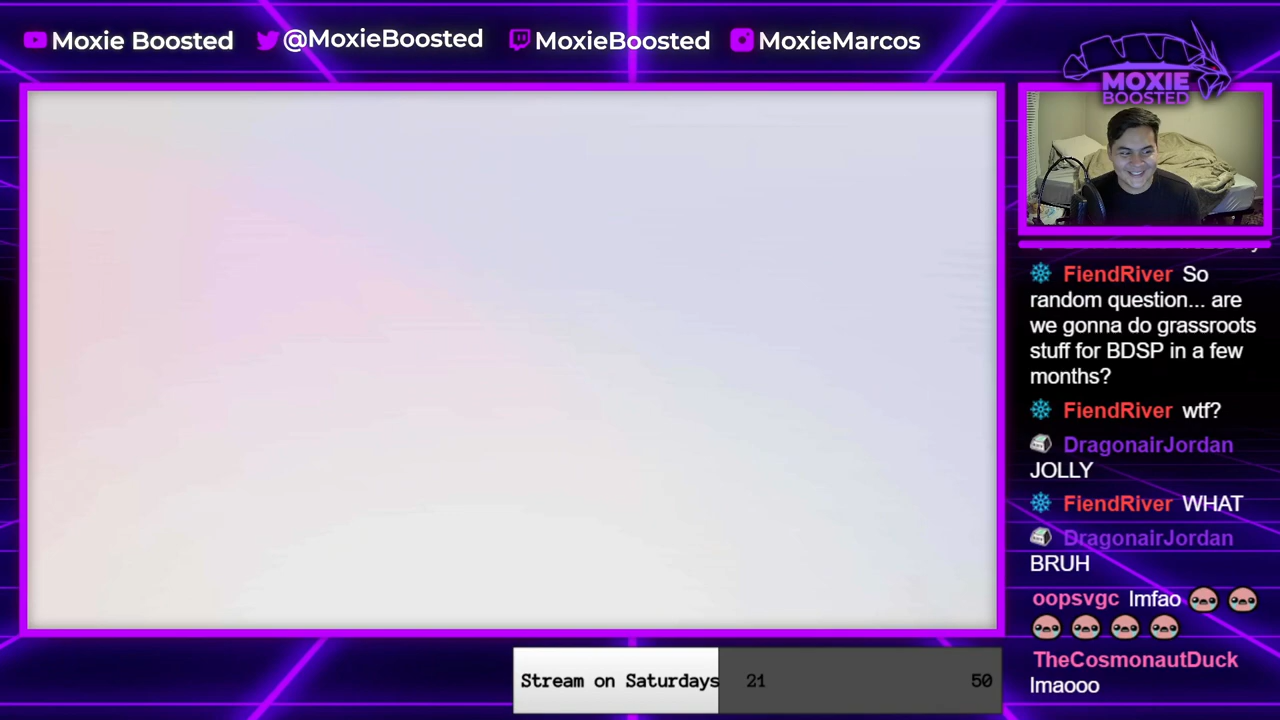 Moxie Boosted
@MoxieBoosted
MoxieBoosted
MoxieMarcos
MOXIE
BOOSTED
FiendRiver So
random question... are
we gonna do grassroots
stuff for BDSP in a few
months?
FiendRiver wtf?
DragonairJordan
JOLLY
FiendRiver WHAT
DragonairJordan
BRUH
oopsvgc lmfao
TheCosmonautDuck
lmaooo
Stream on Saturdays 21 50